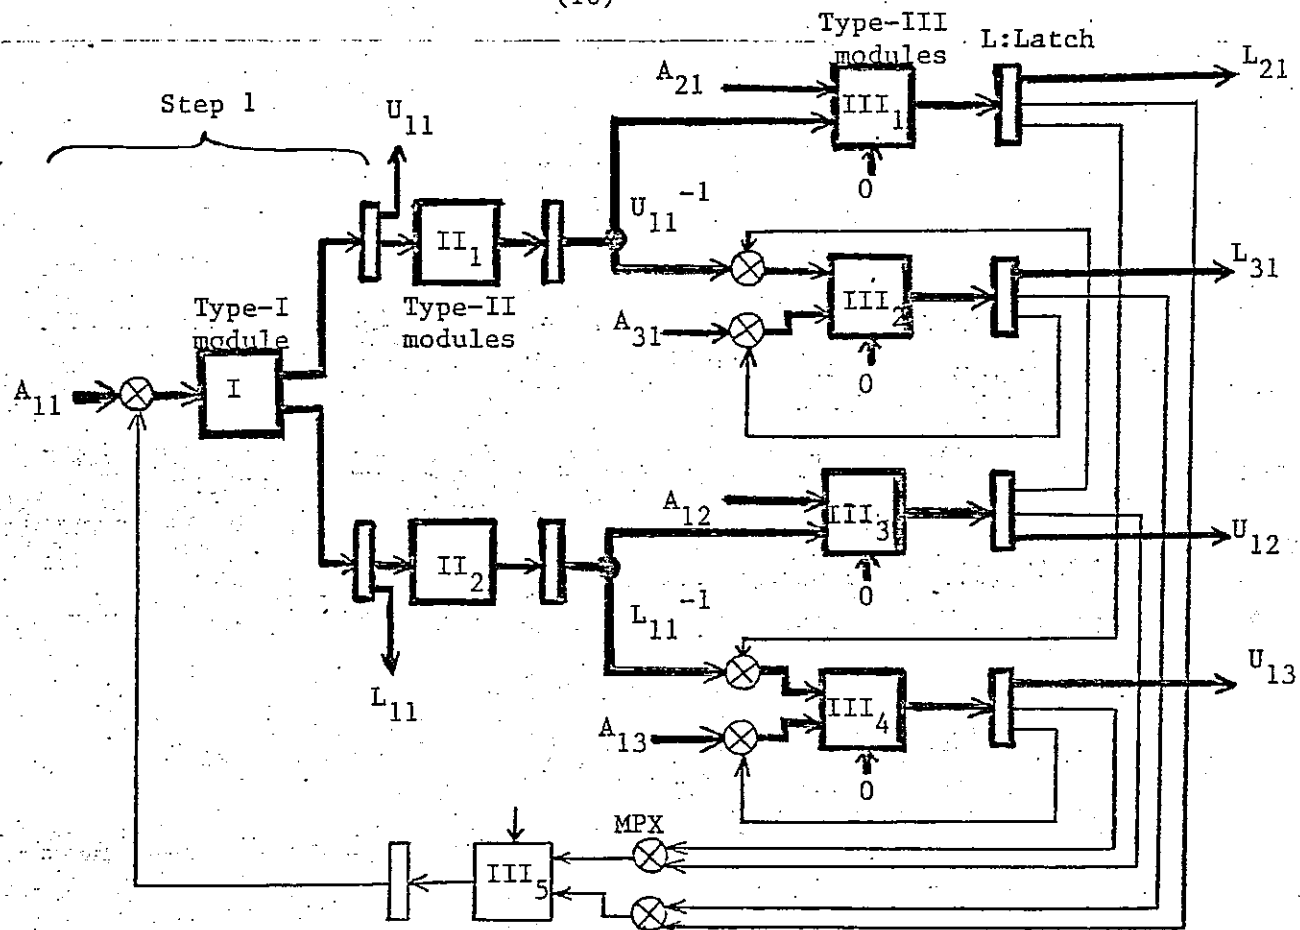 (16)
Type-III
modules
L:Latch
L21
A21
III1
0
Step 1
U11
U11-1
II1
Type-II
modules
L31
III2
A31
0
Type-I
module
A11
I
A12
III3
U12
0
II2
L11-1
L11
U13
III4
A13
0
MPX
III5